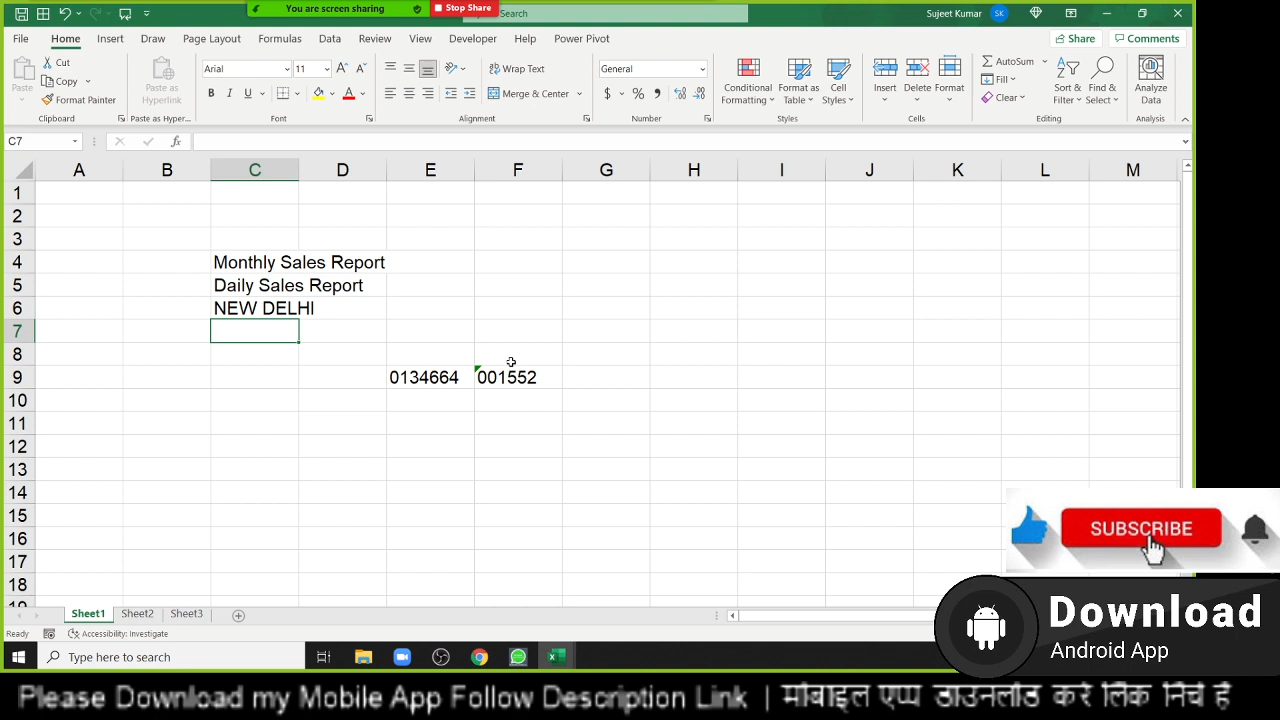 You are screen sharing
Stop Share
Search
Sujeet Kumar
SK
File Home Insert Draw Page Layout Formulas Data Review View Developer Help Power Pivot
Share Comments
Paste
Cut
Copy
Format Painter
Clipboard
Paste as Hyperlink
Paste as Hyper...
Arial 11
B I U A
Font
Wrap Text
Merge & Center
Alignment
General
$ % 9
Number
Conditional Formatting
Format as Table
Cell Styles
Styles
Insert Delete Format
Cells
AutoSum
Fill
Clear
Sort & Filter
Find & Select
Editing
Analyze Data
Analysis
C7 fx
A B C D E F G H I J K L M
1
2
3
4 Monthly Sales Report
5 Daily Sales Report
6 NEW DELHI
7
8
9 0134664 001552
10
11
12
13
14
15
16
17
18
19
SUBSCRIBE
Download
Android App
Sheet1 Sheet2 Sheet3
Ready Accessibility: Investigate
Type here to search
Please Download my Mobile App Follow Description Link | मोबाइल एप्प डाउनलोड करे लिंक निचे है